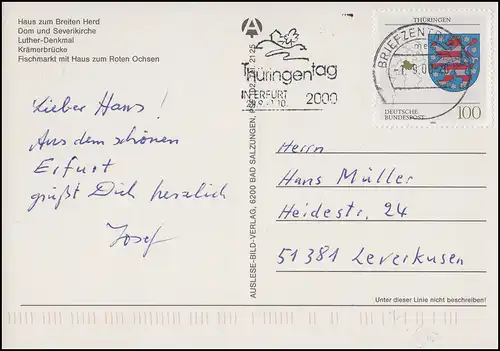 Haus zum Breiten Herd
Dom und Severikirche
Luther-Denkmal
Krämerbrücke
Fischmarkt mit Haus zum Roten Ochsen
Lieber Hans!
Aus dem schönen
Erfurt
grüßt Dich herzlich
Josef
AUSLESE-BILD-VERLAG, 6200 BAD SALZUNGEN,
Thüringentag
IN ERFURT
2000
BRIEFZENTRUM
THÜRINGEN
DEUTSCHE
BUNDESPOST
100
Herrn
Hans Müller
Heidestr. 24
51381 Leverkusen
Unter dieser Linie nicht beschreiben!